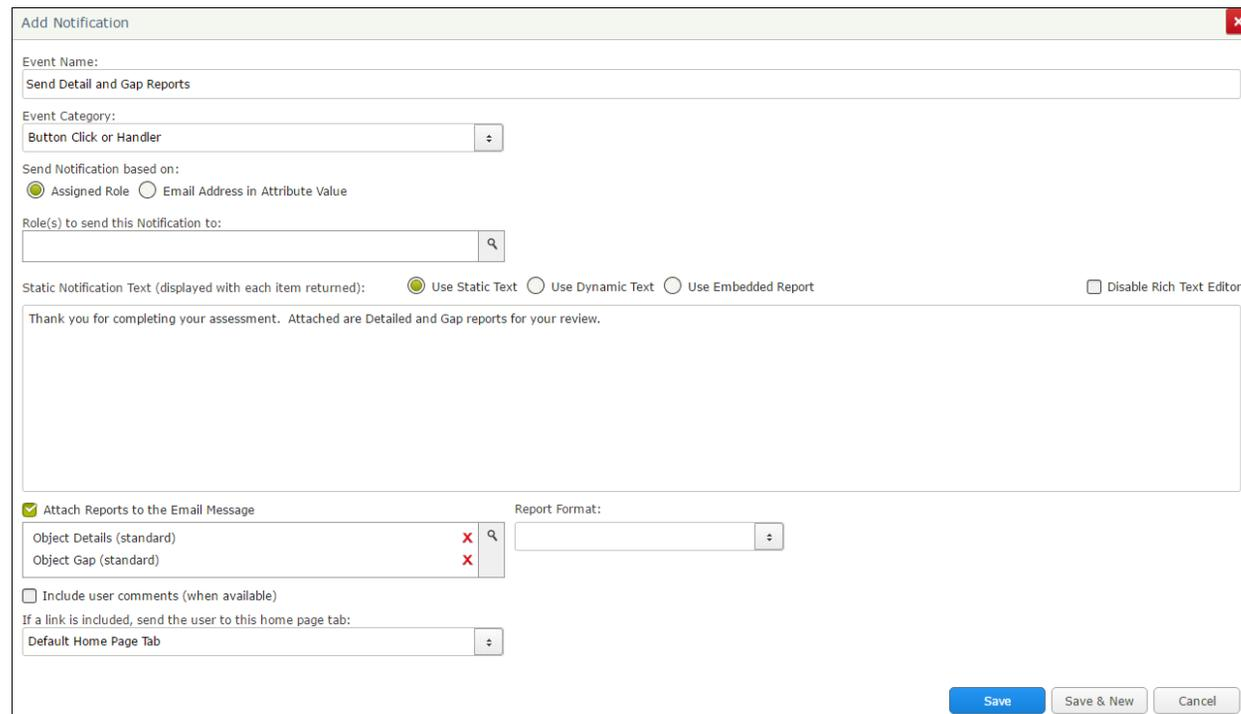 Add Notification
Event Name:
Send Detail and Gap Reports
Event Category:
Button Click or Handler
Send Notification based on:
Assigned Role Email Address in Attribute Value
Role(s) to send this Notification to:
Static Notification Text (displayed with each item returned): Use Static Text Use Dynamic Text Use Embedded Report Disable Rich Text Editor
Thank you for completing your assessment. Attached are Detailed and Gap reports for your review.
Attach Reports to the Email Message Report Format:
Object Details (standard)
Object Gap (standard)
Include user comments (when available)
If a link is included, send the user to this home page tab:
Default Home Page Tab
Save Save & New Cancel